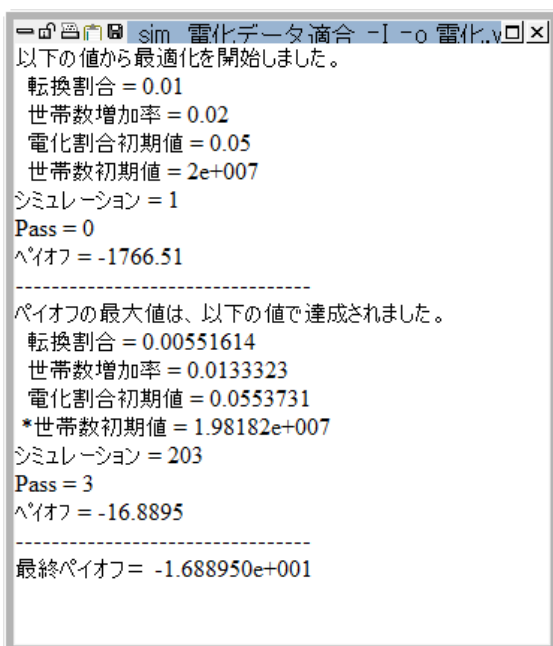 sim 電化データ適合 -I -o 電化.v
以下の値から最適化を開始しました。
転換割合 = 0.01
世帯数増加率 = 0.02
電化割合初期値 = 0.05
世帯数初期値 = 2e+007
シミュレーション = 1
Pass = 0
ペイオフ = -1766.51
---------------------------------
ペイオフの最大値は、以下の値で達成されました。
転換割合 = 0.00551614
世帯数増加率 = 0.0133323
電化割合初期値 = 0.0553731
*世帯数初期値 = 1.98182e+007
シミュレーション = 203
Pass = 3
ペイオフ = -16.8895
---------------------------------
最終ペイオフ = -1.688950e+001